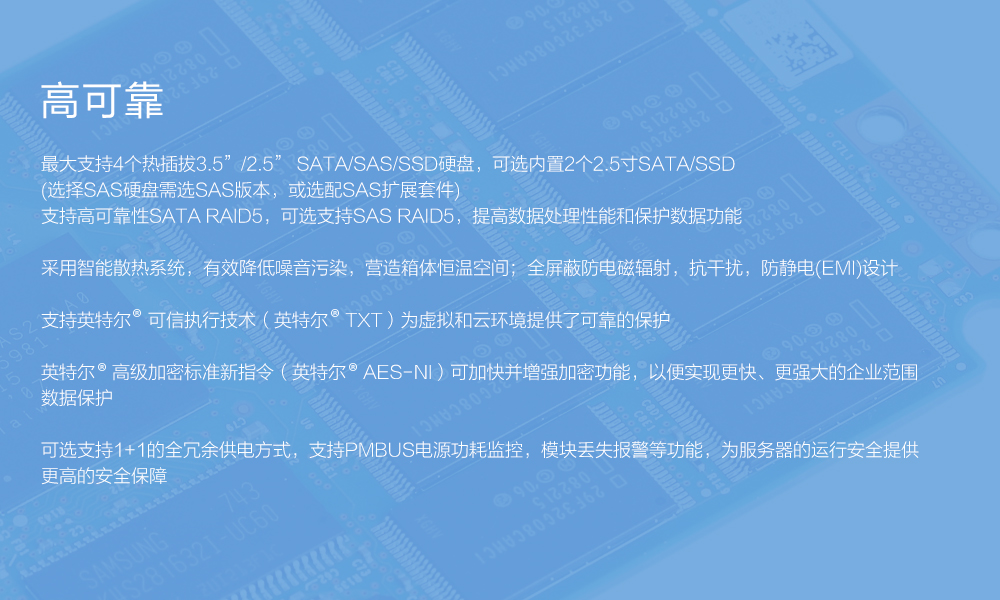 高可靠
最大支持4个热插拔3.5”/2.5” SATA/SAS/SSD硬盘，可选内置2个2.5寸SATA/SSD
(选择SAS硬盘需选SAS版本，或选配SAS扩展套件)
支持高可靠性SATA RAID5，可选支持SAS RAID5，提高数据处理性能和保护数据功能
采用智能散热系统，有效降低噪音污染，营造箱体恒温空间；全屏蔽防电磁辐射，抗干扰，防静电(EMI)设计
支持英特尔® 可信执行技术（英特尔® TXT）为虚拟和云环境提供了可靠的保护
英特尔® 高级加密标准新指令（英特尔® AES-NI）可加快并增强加密功能，以便实现更快、更强大的企业范围
数据保护
可选支持1+1的全冗余供电方式，支持PMBUS电源功耗监控，模块丢失报警等功能，为服务器的运行安全提供
更高的安全保障